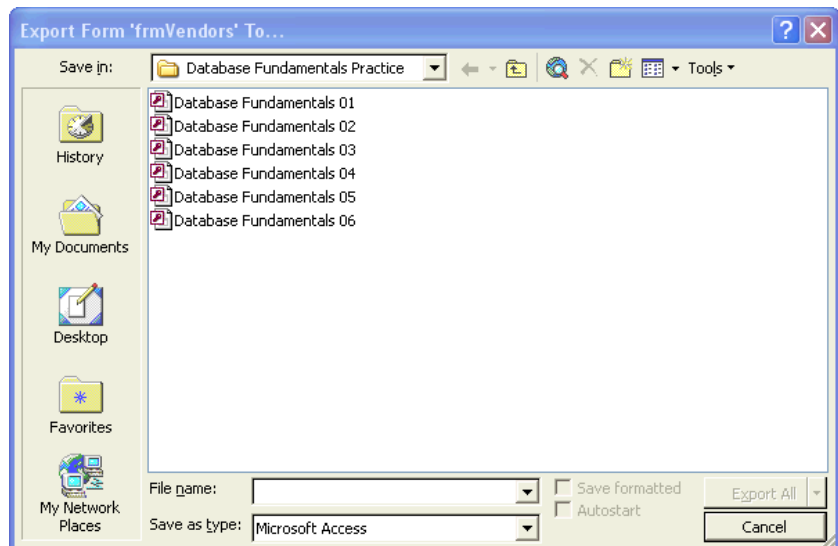 Export Form 'frmVendors' To...
Save in:
Database Fundamentals Practice
Tools
History
My Documents
Desktop
Favorites
My Network
Places
Database Fundamentals 01
Database Fundamentals 02
Database Fundamentals 03
Database Fundamentals 04
Database Fundamentals 05
Database Fundamentals 06
File name:
Save formatted
Export All
Autostart
Save as type:
Microsoft Access
Cancel